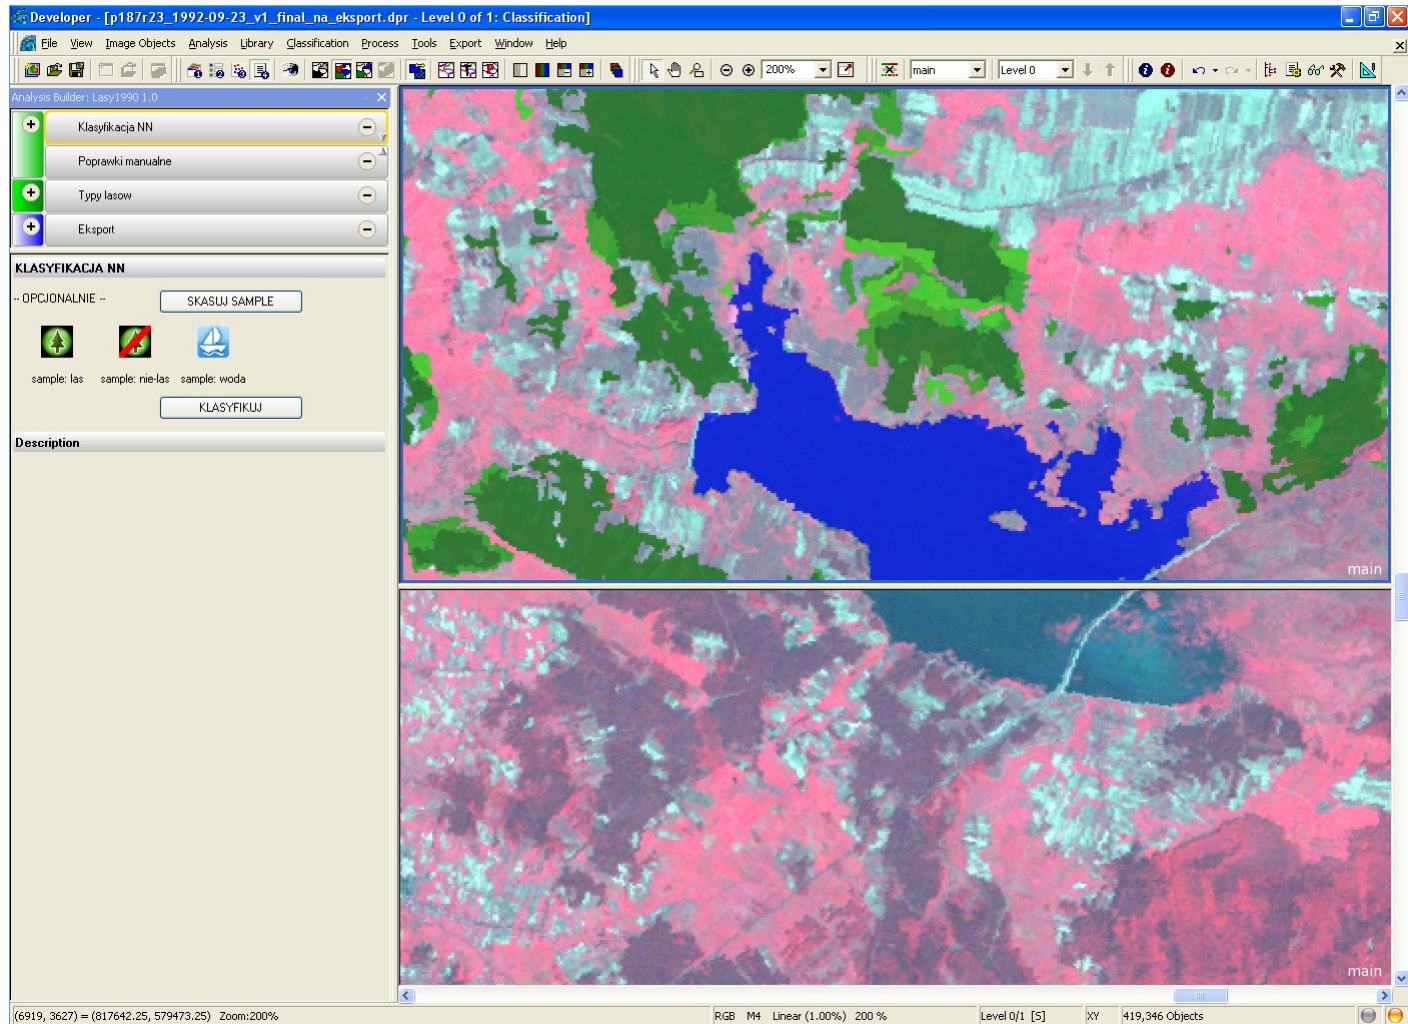 Developer - [p187r23_1992-09-23_v1_final_na_eksport.dpr - Level 0 of 1: Classification]
File View Image Objects Analysis Library Classification Process Tools Export Window Help
200% main Level 0
Analysis Builder: Lasy1990 1.0
Klasyfikacja NN
Poprawki manualne
Typy lasow
Eksport
KLASYFIKACJA NN
-- OPCJONALNIE -- SKASUJ SAMPLE
sample: las sample: nie-las sample: woda
KLASYFIKUJ
Description
main
main
(6919, 3627) = (817642.25, 579473.25) Zoom:200% RGB M4 Linear (1.00%) 200 % Level 0/1 [S] XY 419,346 Objects